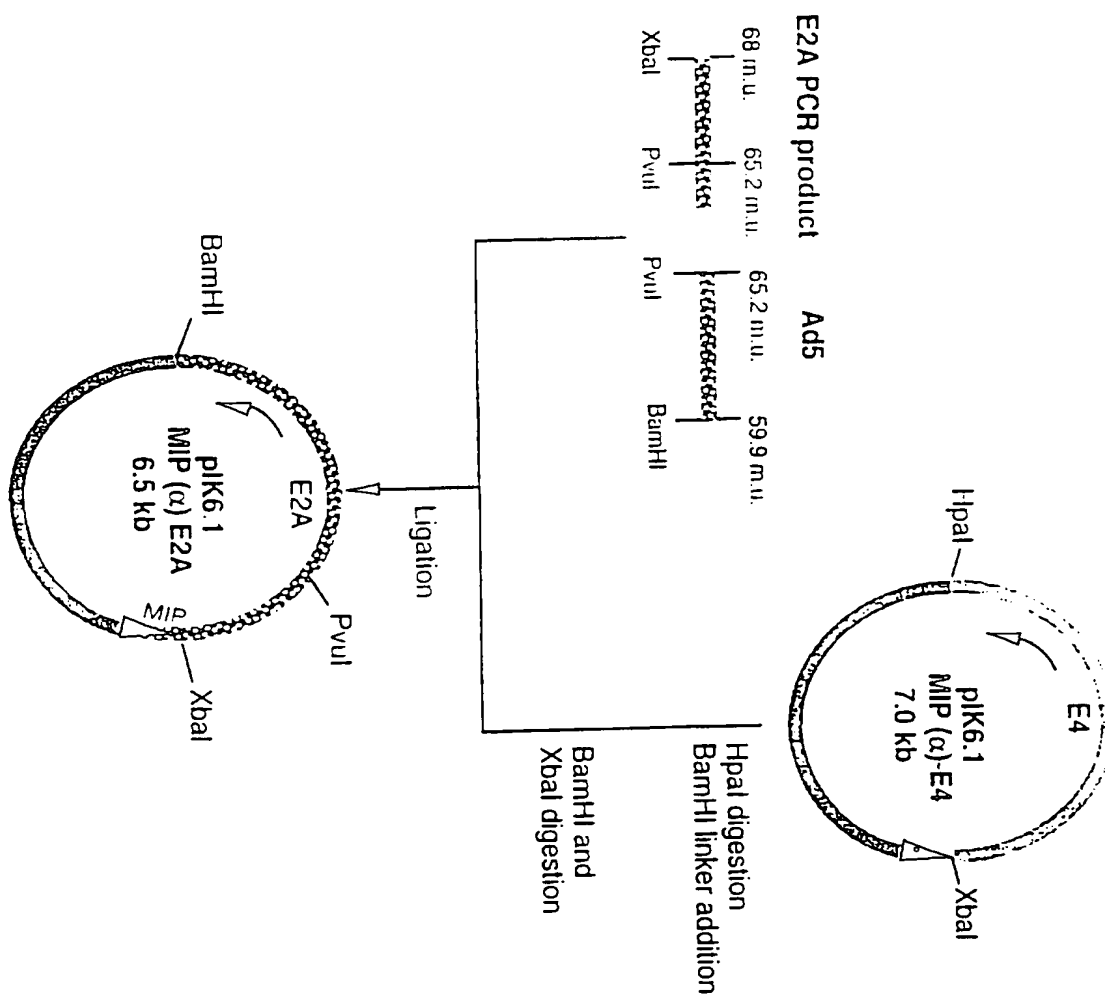 E2A PCR product
Ad5
68 m.u.
65.2 m.u.
65.2 m.u.
59.9 m.u.
XbaI
PvuI
PvuI
BamHI
HpaI
E4
XbaI
pIK6.1
MIP (α)-E4
7.0 kb
HpaI digestion
BamHI linker addition
BamHI and
XbaI digestion
Ligation
BamHI
E2A
PvuI
MIP
XbaI
pIK6.1
MIP (α) E2A
6.5 kb